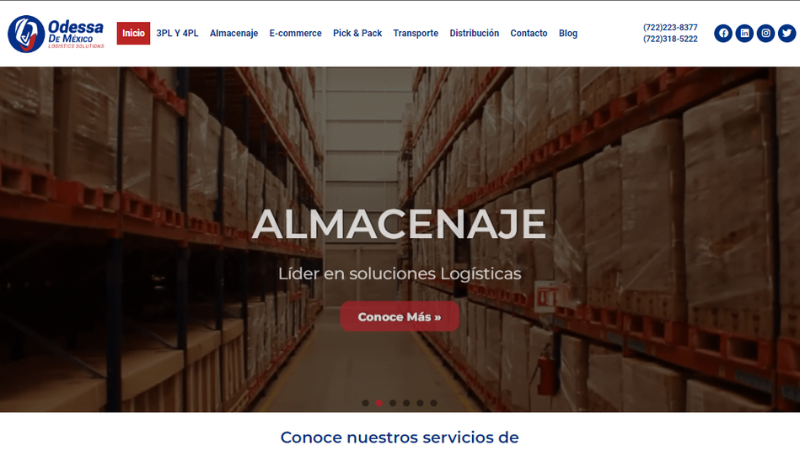 Odessa
DE MÉXICO
LOGISTICS SOLUTIONS
Inicio 3PL Y 4PL Almacenaje E-commerce Pick & Pack Transporte Distribución Contacto Blog
(722)223-8377
(722)318-5222
ALMACENAJE
Líder en soluciones Logísticas
Conoce Más »
Conoce nuestros servicios de